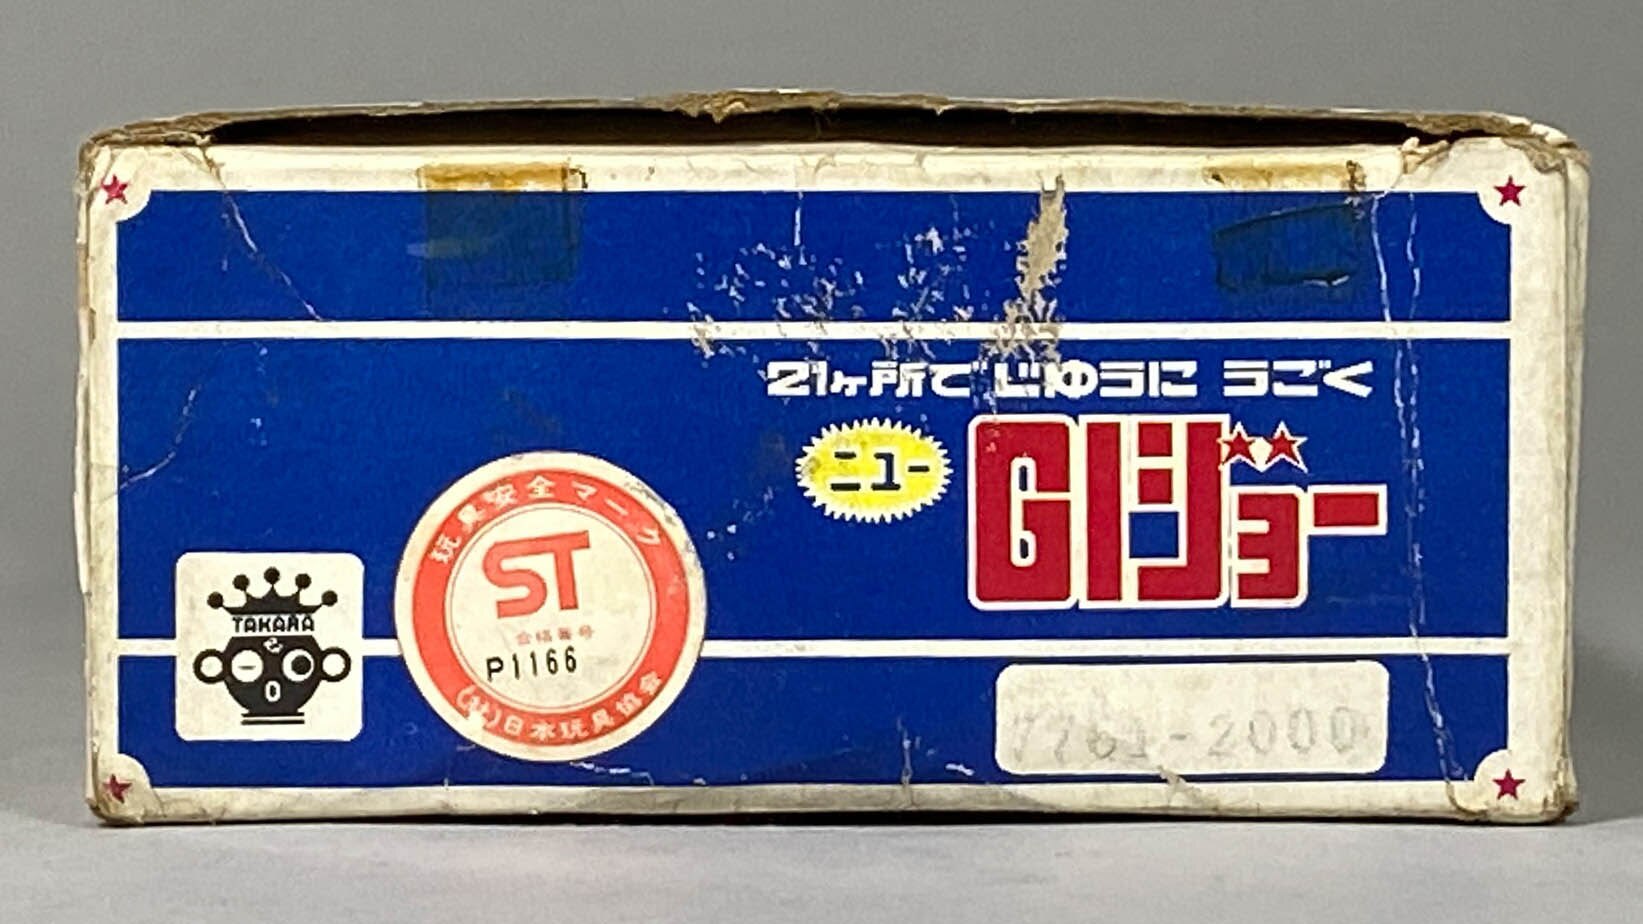 21ヶ所で じゆうに うごく
ニュー
GIジョー
玩具安全マーク
ST
合格番号
P1166
(社)日本玩具協会
TAKARA
7761-2000